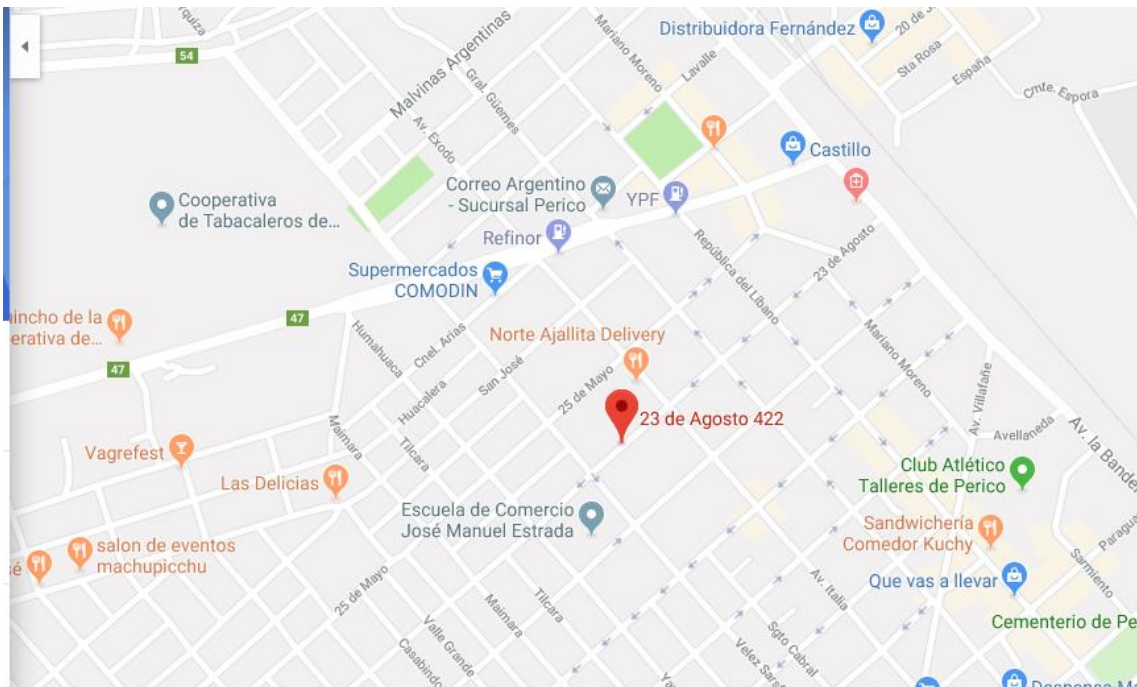 Distribuidora Fernández
Mariano Moreno
Lavalle
Sta Rosa
España
Cmte. Espora
54
Malvinas Argentinas
Gral. Güemes
Av. Exodo
Castillo
Correo Argentino
- Sucursal Perico
YPF
Cooperativa
de Tabacaleros de...
Refinor
República del Líbano
23 de Agosto
Supermercados
COMODIN
47
47
Humahuaca
Cnel. Arias
San José
Huacalera
25 de Mayo
Norte Ajallita Delivery
Mariano Moreno
Av. Villafañe
23 de Agosto 422
Avellaneda
Av. la Bande
Vagrefest
Maimara
Tilcara
Las Delicias
Club Atlético
Talleres de Perico
Escuela de Comercio
José Manuel Estrada
Sandwichería
Comedor Kuchy
salon de eventos
machupicchu
Que vas a llevar
Paragua
Sarmiento
25 de Mayo
Valle Grande
Maimara
Tilcara
Av. Italia
Sgto Cabral
Cementerio de Pe
Casabindo
Velez Sars